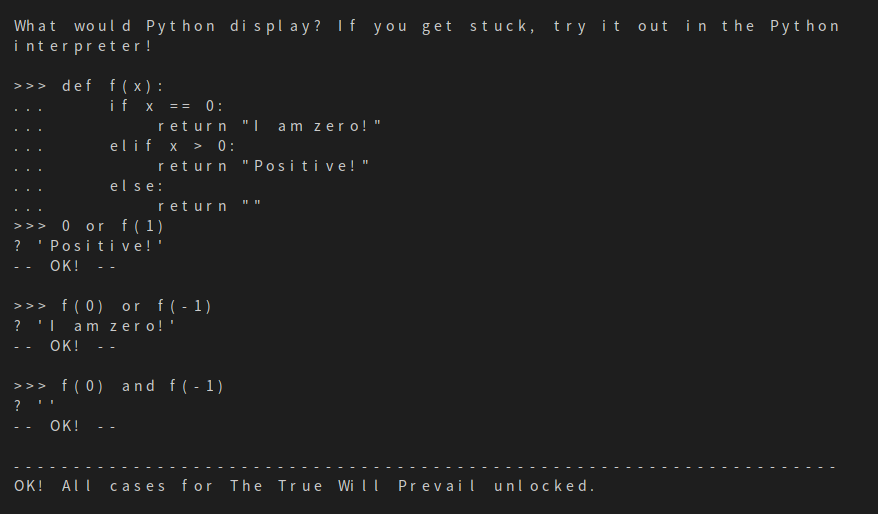 What would Python display? If you get stuck, try it out in the Python
interpreter!
>>> def f(x):
...     if x == 0:
...         return "I am zero!"
...     elif x > 0:
...         return "Positive!"
...     else:
...         return ""
>>> 0 or f(1)
? 'Positive!'
-- OK! --
>>> f(0) or f(-1)
? 'I am zero!'
-- OK! --
>>> f(0) and f(-1)
? ''
-- OK! --
---------------------------------------------------------------------
OK! All cases for The True Will Prevail unlocked.